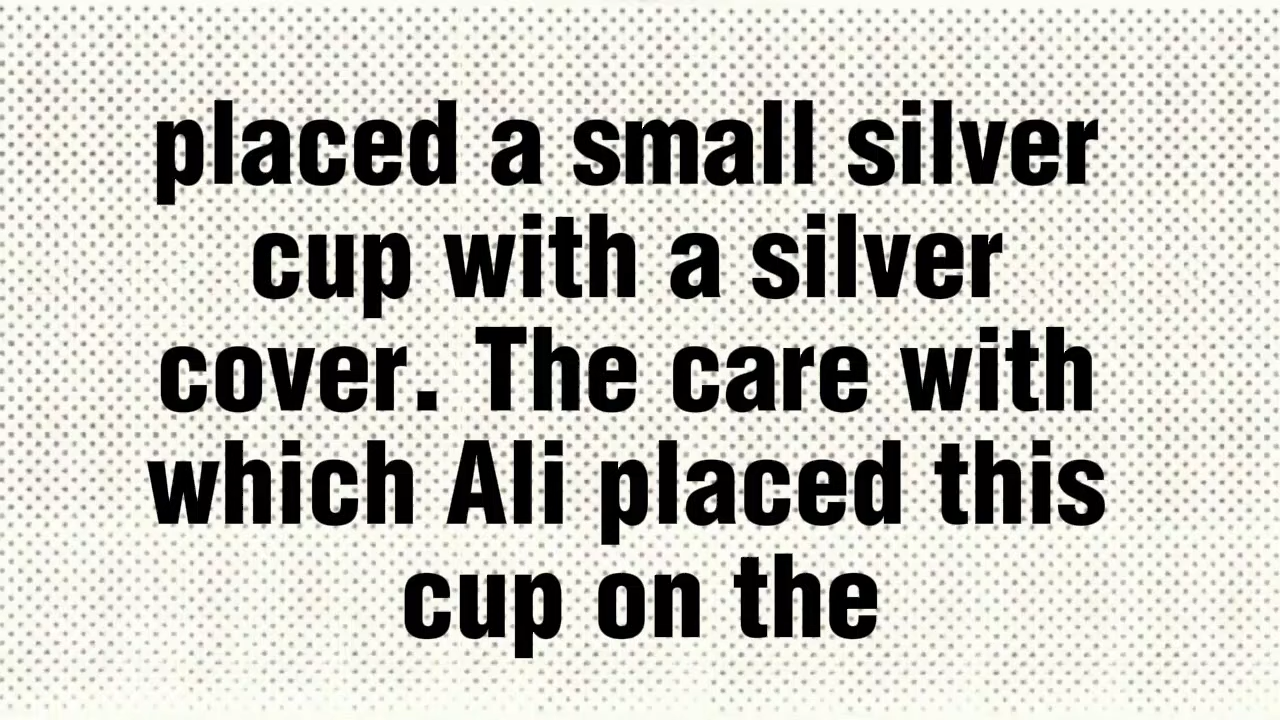 placed a small silver
cup with a silver
cover. The care with
which Ali placed this
cup on the